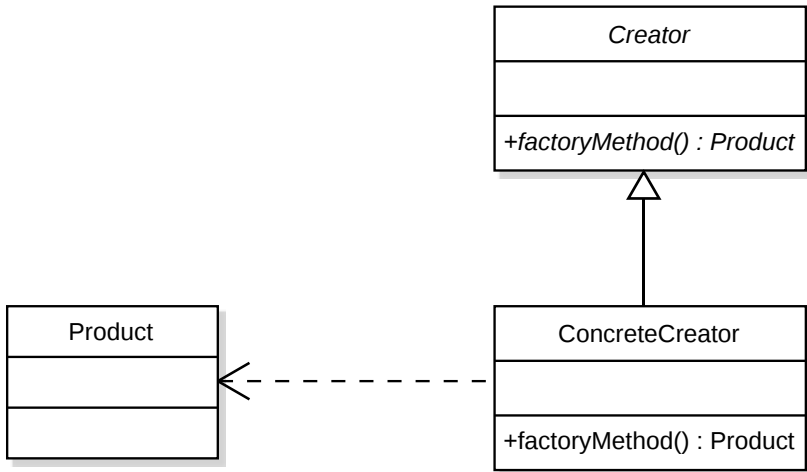 Creator
+factoryMethod() : Product
Product
ConcreteCreator
+factoryMethod() : Product